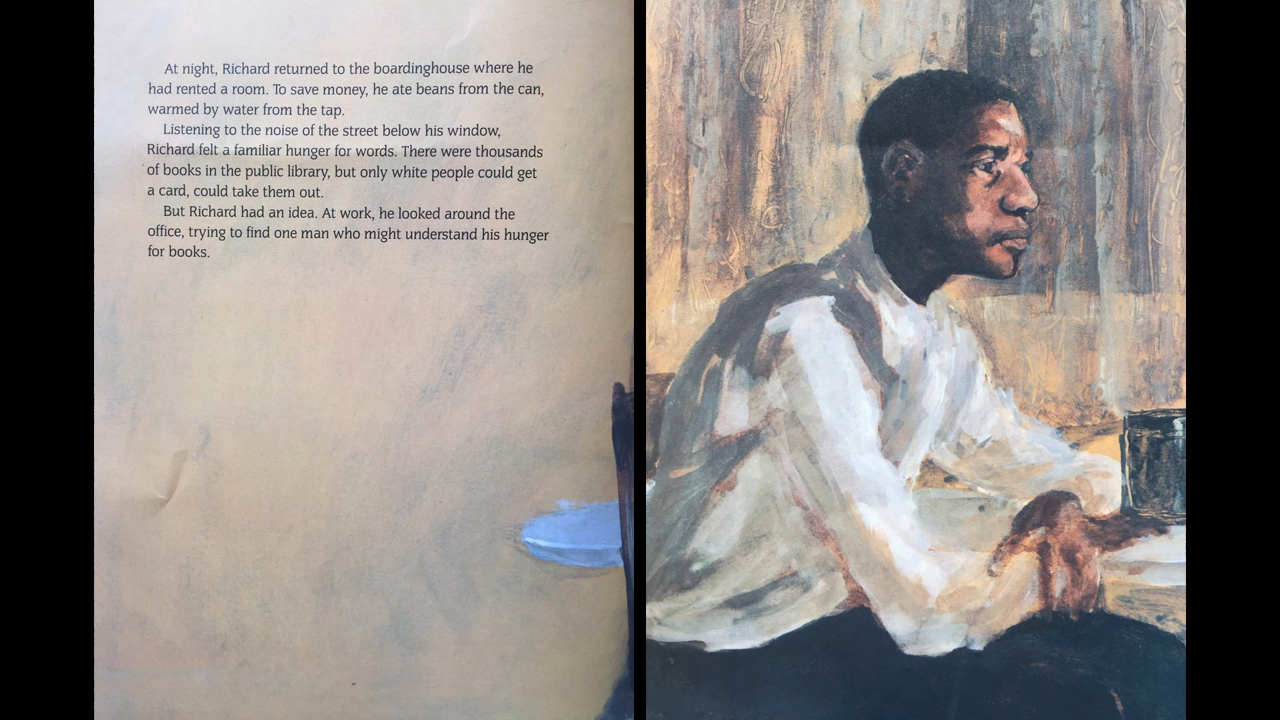 At night, Richard returned to the boardinghouse where he
had rented a room. To save money, he ate beans from the can,
warmed by water from the tap.
Listening to the noise of the street below his window,
Richard felt a familiar hunger for words. There were thousands
of books in the public library, but only white people could get
a card, could take them out.
But Richard had an idea. At work, he looked around the
office, trying to find one man who might understand his hunger
for books.